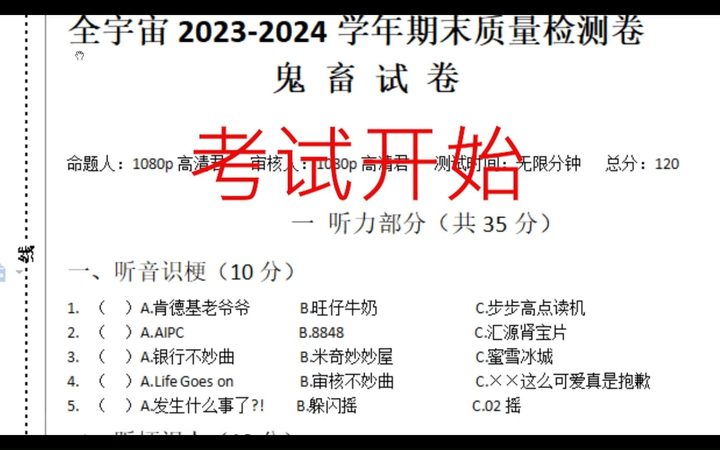 全宇宙 2023-2024 学年期末质量检测卷
鬼 畜 试 卷
考试开始
命题人：1080p 高清君 审核人：1080p 高清君 测试时间：无限分钟 总分：120
一 听力部分（共 35 分）
一、听音识梗（10 分）
1. （ ）A.肯德基老爷爷 B.旺仔牛奶 C.步步高点读机
2. （ ）A.AIPC B.8848 C.汇源肾宝片
3. （ ）A.银行不妙曲 B.米奇妙妙屋 C.蜜雪冰城
4. （ ）A.Life Goes on B.审核不妙曲 C.××这么可爱真是抱歉
5. （ ）A.发生什么事了?! B.躲闪摇 C.02 摇
线